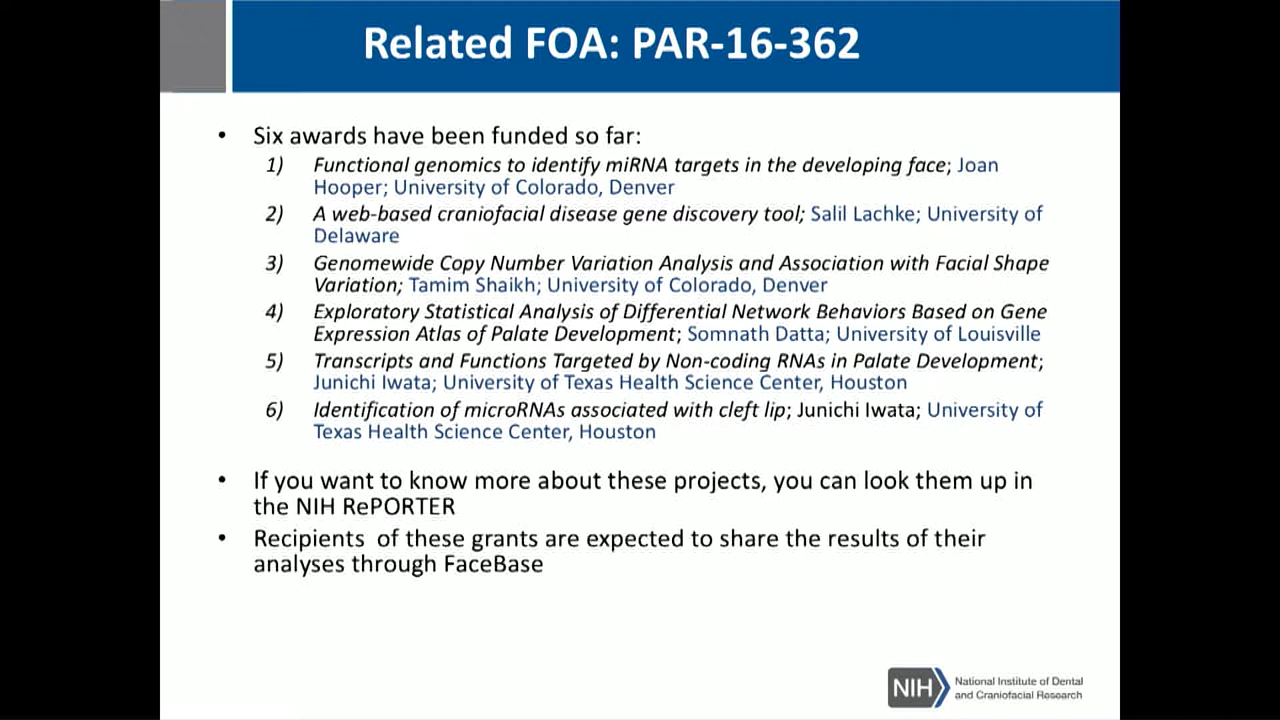 Related FOA: PAR-16-362
• Six awards have been funded so far:
1) Functional genomics to identify miRNA targets in the developing face; Joan
Hooper; University of Colorado, Denver
2) A web-based craniofacial disease gene discovery tool; Salil Lachke; University of
Delaware
3) Genomewide Copy Number Variation Analysis and Association with Facial Shape
Variation; Tamim Shaikh; University of Colorado, Denver
4) Exploratory Statistical Analysis of Differential Network Behaviors Based on Gene
Expression Atlas of Palate Development; Somnath Datta; University of Louisville
5) Transcripts and Functions Targeted by Non-coding RNAs in Palate Development;
Junichi Iwata; University of Texas Health Science Center, Houston
6) Identification of microRNAs associated with cleft lip; Junichi Iwata; University of
Texas Health Science Center, Houston
• If you want to know more about these projects, you can look them up in
the NIH RePORTER
• Recipients of these grants are expected to share the results of their
analyses through FaceBase
NIH National Institute of Dental
and Craniofacial Research